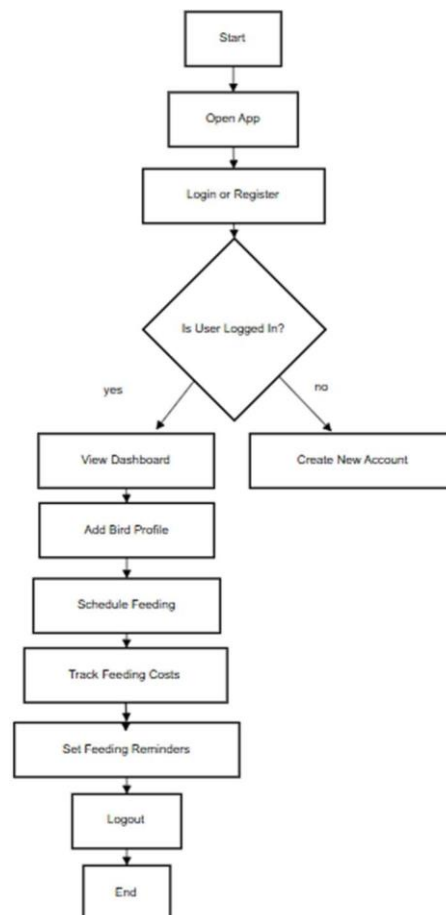 Start
Open App
Login or Register
Is User Logged In?
yes
no
View Dashboard
Create New Account
Add Bird Profile
Schedule Feeding
Track Feeding Costs
Set Feeding Reminders
Logout
End